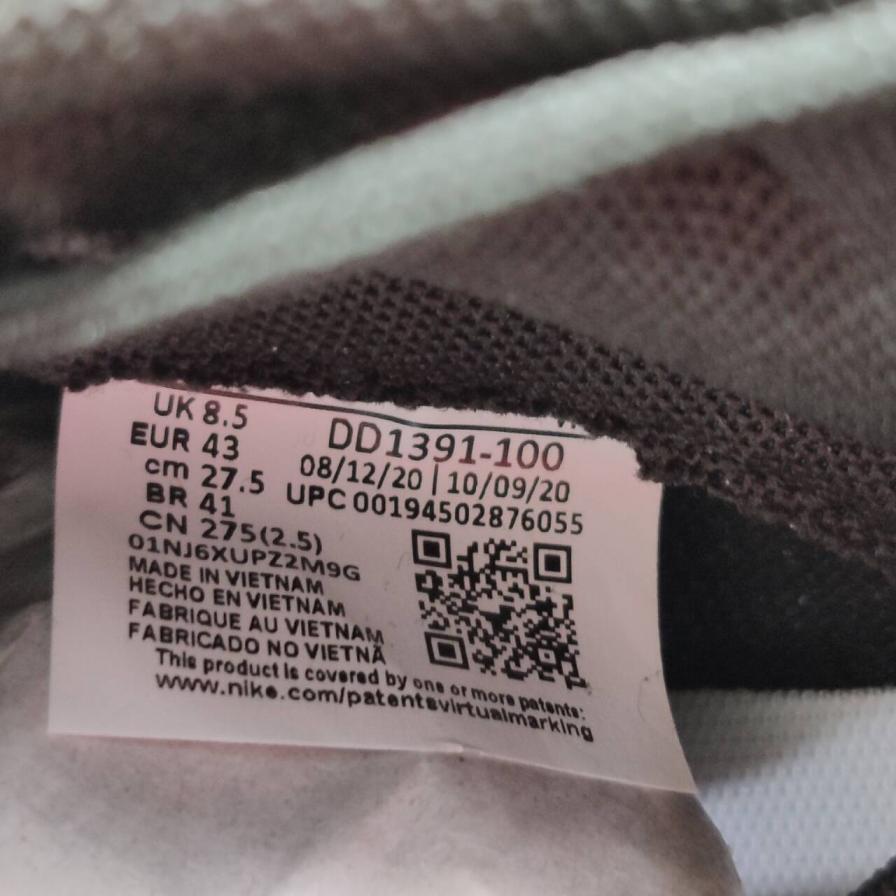 UK 8.5
EUR 43
cm 27.5
BR 41
CN 275(2.5)
DD1391-100
08/12/20 | 10/09/20
UPC 00194502876055
01NJ6XUPZ2M9G
MADE IN VIETNAM
HECHO EN VIETNAM
FABRIQUE AU VIETNAM
FABRICADO NO VIETNÃ
This product is covered by one or more patents:
www.nike.com/patentsvirtualmarking